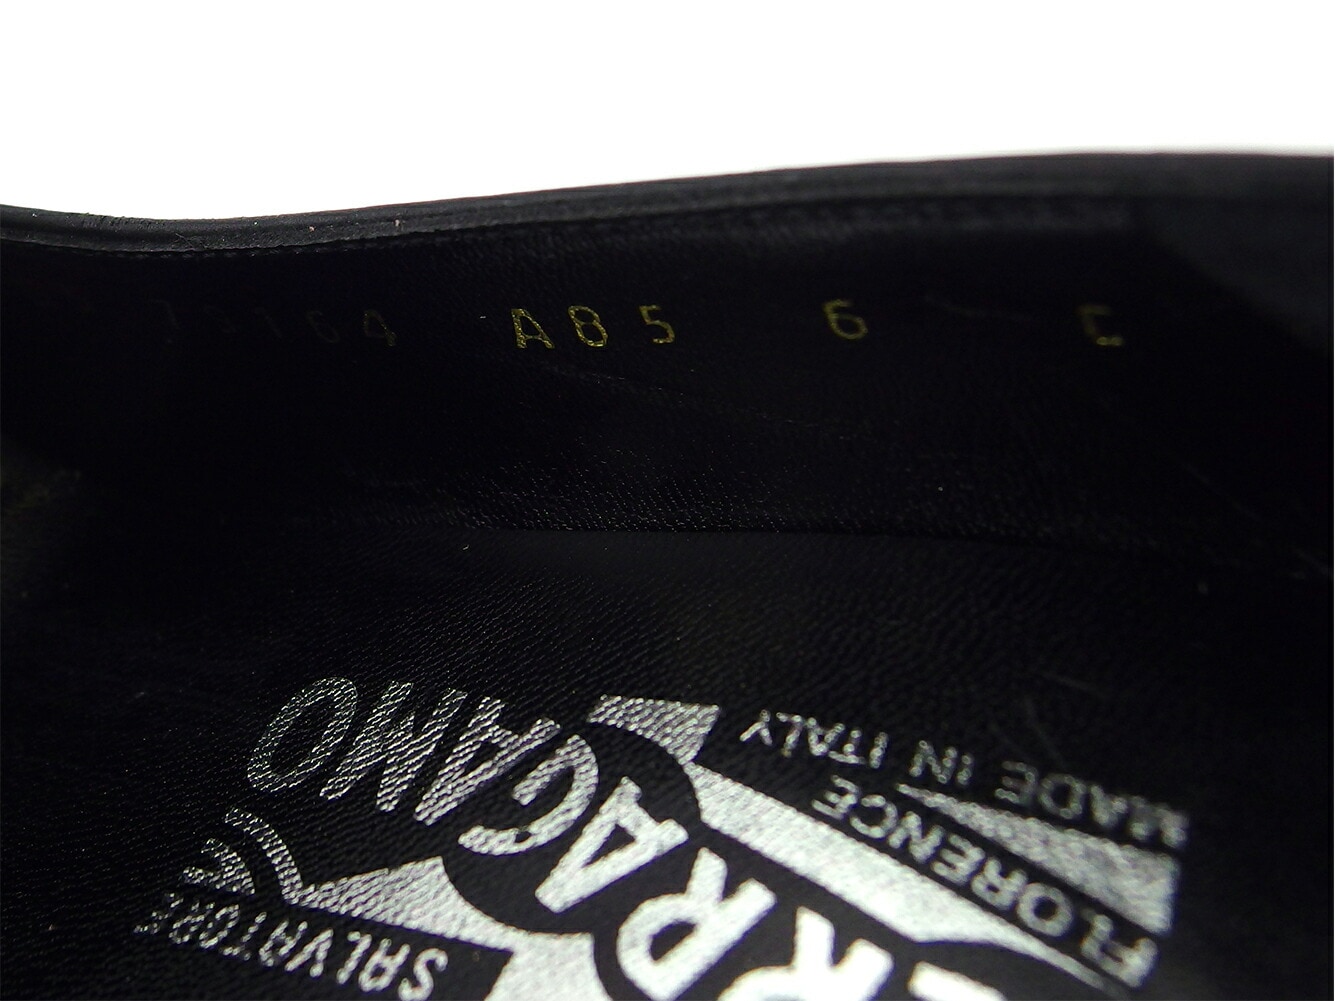 A85 6 C
SALVATORE
FERRAGAMO
FLORENCE
MADE IN ITALY